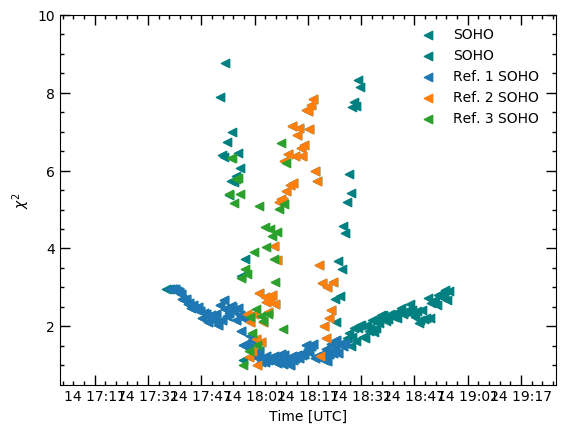 10
8
6
4
2
χ²
SOHO
SOHO
Ref. 1 SOHO
Ref. 2 SOHO
Ref. 3 SOHO
14 17:17 14 17:32 14 17:47 14 18:02 14 18:17 14 18:32 14 18:47 14 19:02 14 19:17
Time [UTC]